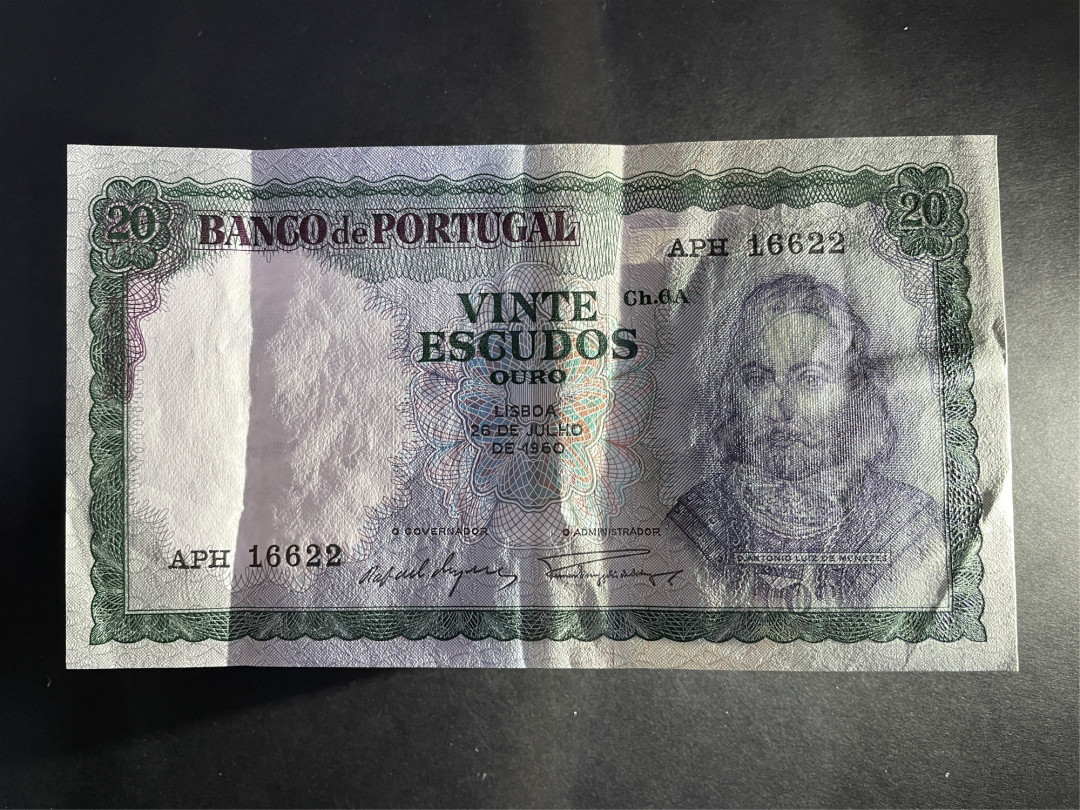 20
BANCO de PORTUGAL
20
APH 16622
VINTE
Ch.6A
ESCUDOS
OURO
LISBOA
26 DE JULHO
DE 1960
O GOVERNADOR
O ADMINISTRADOR
APH 16622
D. ANTONIO LUIZ DE MENEZES